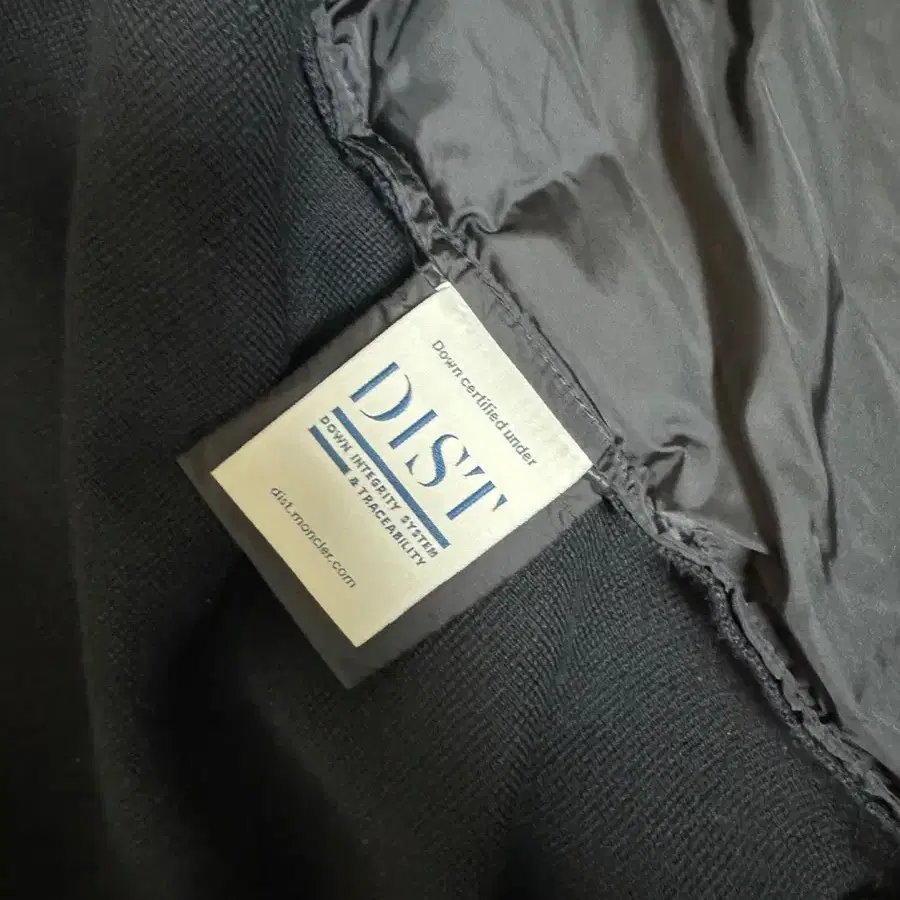 Down certified under
DIST
DOWN INTEGRITY SYSTEM
& TRACEABILITY
dist.moncler.com